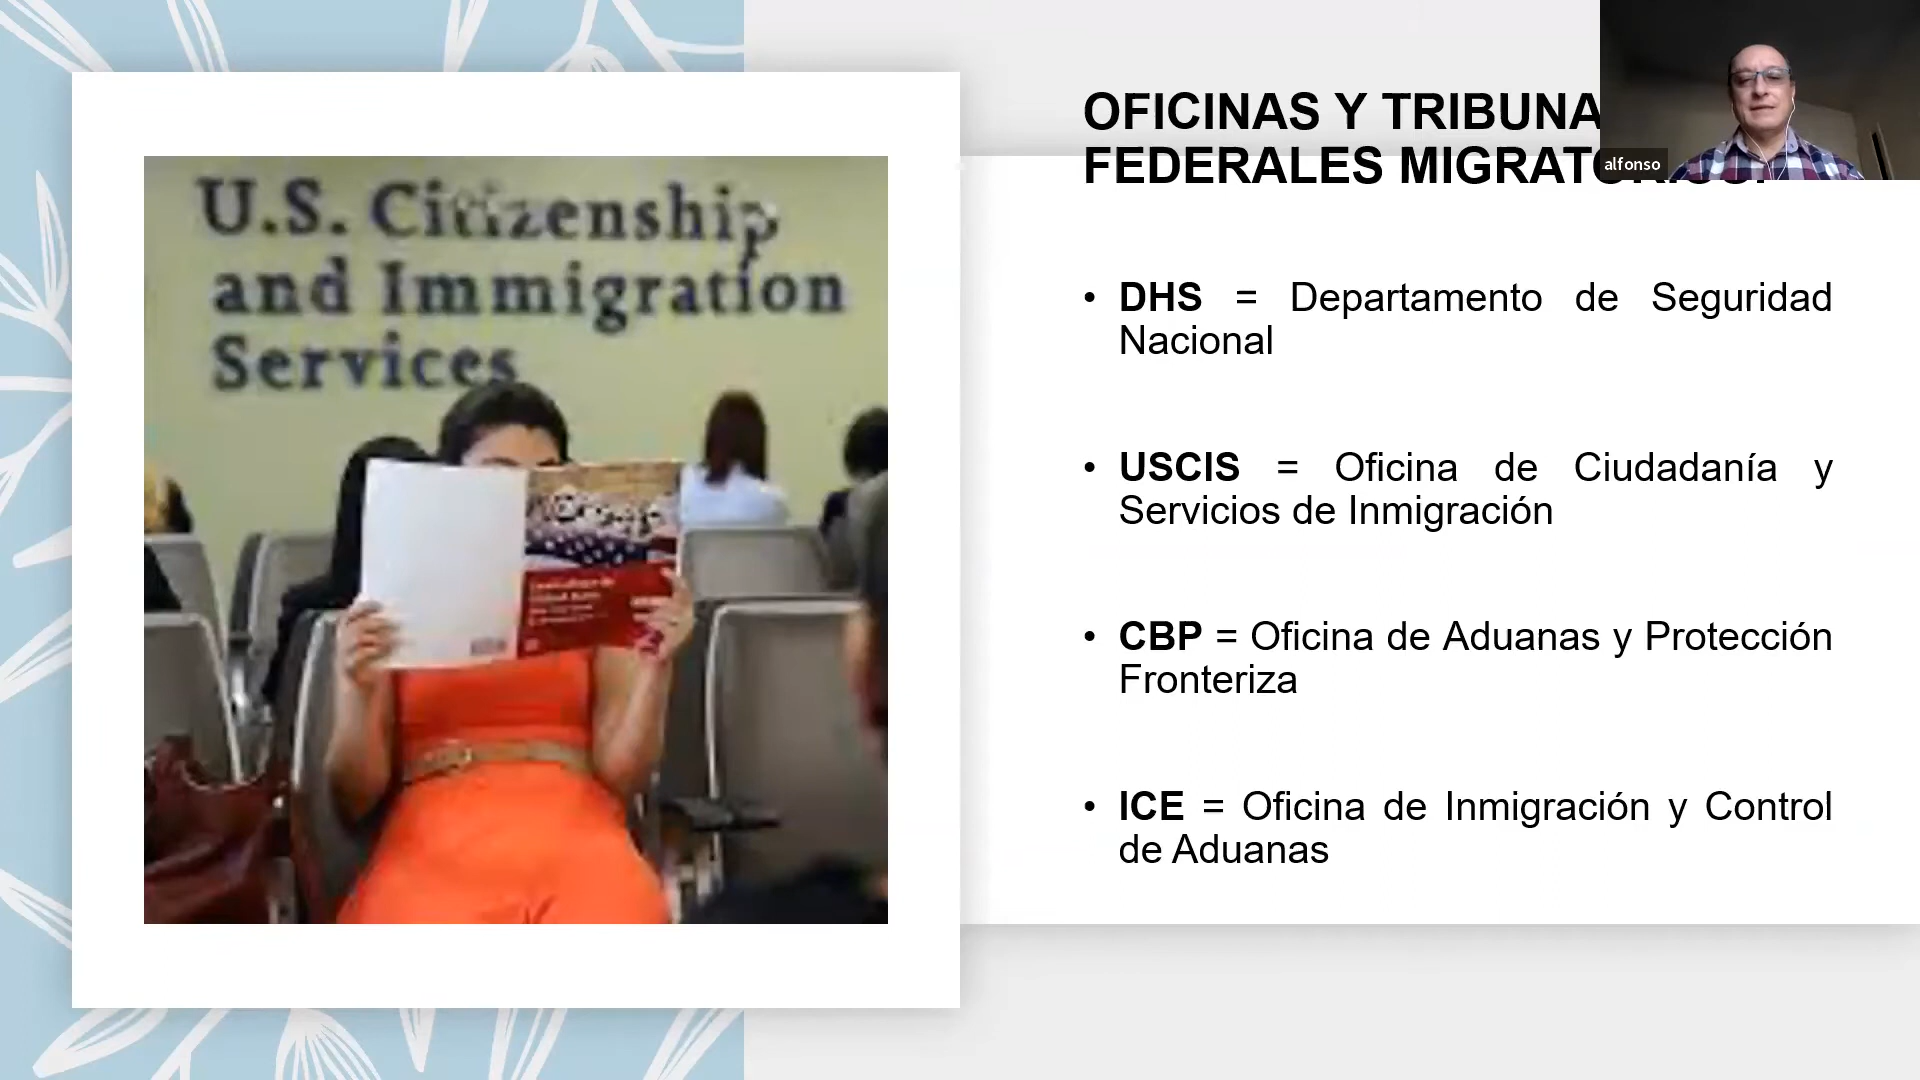 U.S. Citizenship
and Immigration
Services
OFICINAS Y TRIBUNA
FEDERALES MIGRATORIOS.
alfonso
• DHS = Departamento de Seguridad
Nacional
• USCIS = Oficina de Ciudadanía y
Servicios de Inmigración
• CBP = Oficina de Aduanas y Protección
Fronteriza
• ICE = Oficina de Inmigración y Control
de Aduanas